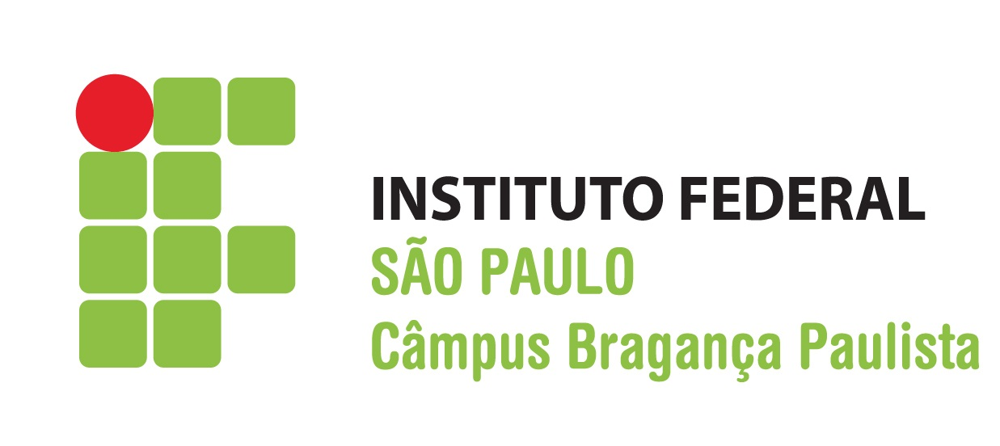 INSTITUTO FEDERAL
SÃO PAULO
Câmpus Bragança Paulista